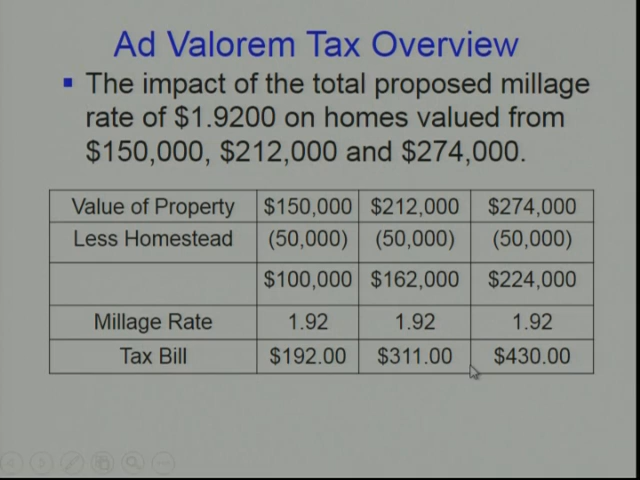 Ad Valorem Tax Overview
The impact of the total proposed millage
rate of $1.9200 on homes valued from
$150,000, $212,000 and $274,000.
Value of Property $150,000 $212,000 $274,000
Less Homestead (50,000) (50,000) (50,000)
$100,000 $162,000 $224,000
Millage Rate 1.92 1.92 1.92
Tax Bill $192.00 $311.00 $430.00